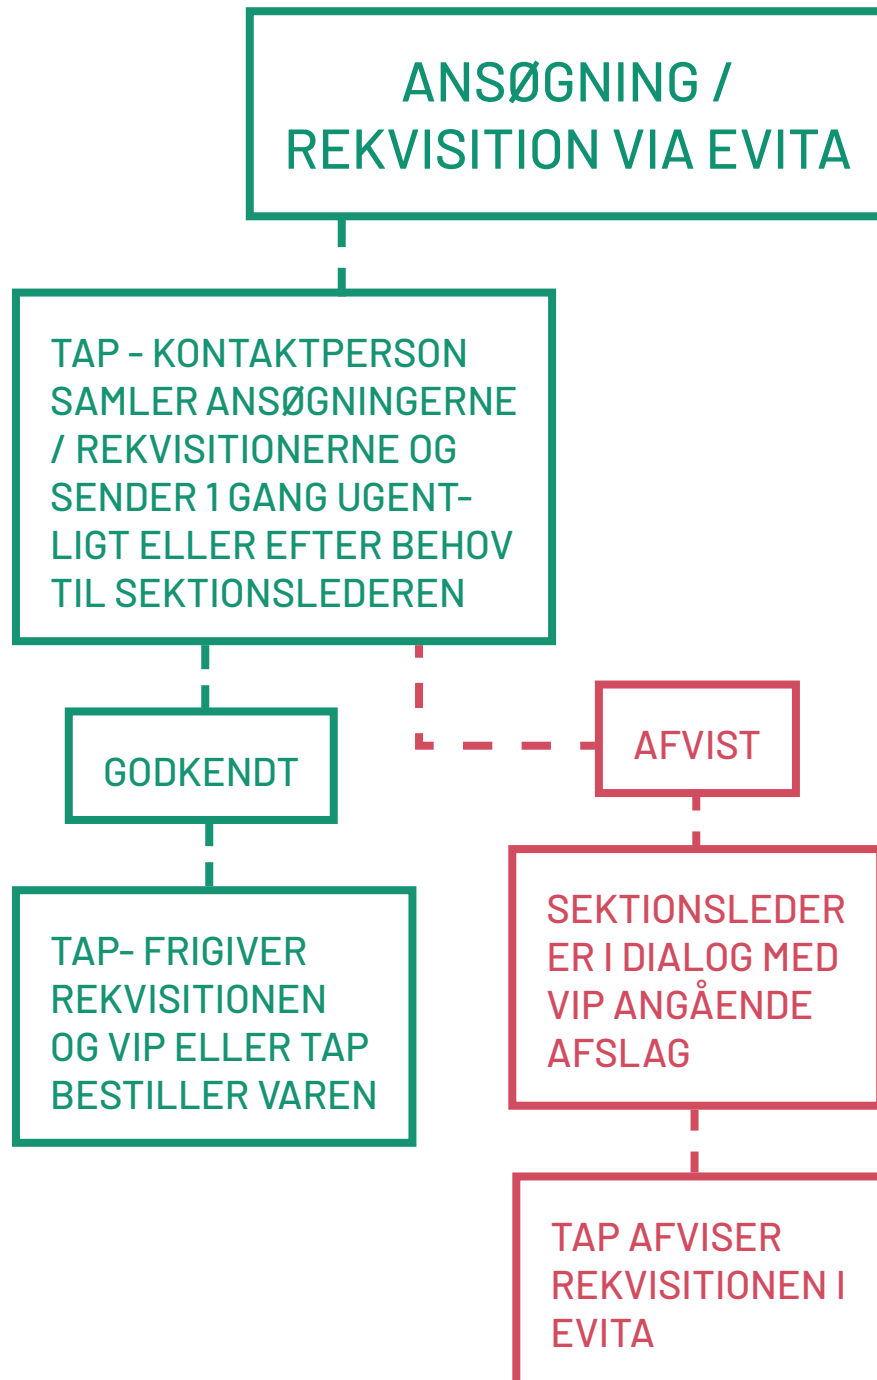 ANSØGNING /
REKVISITION VIA EVITA
TAP - KONTAKTPERSON
SAMLER ANSØGNINGERNE
/ REKVISITIONERNE OG
SENDER 1 GANG UGENT-
LIGT ELLER EFTER BEHOV
TIL SEKTIONSLEDEREN
GODKENDT
AFVIST
TAP- FRIGIVER
REKVISITIONEN
OG VIP ELLER TAP
BESTILLER VAREN
SEKTIONSLEDER
ER I DIALOG MED
VIP ANGÅENDE
AFSLAG
TAP AFVISER
REKVISITIONEN I
EVITA